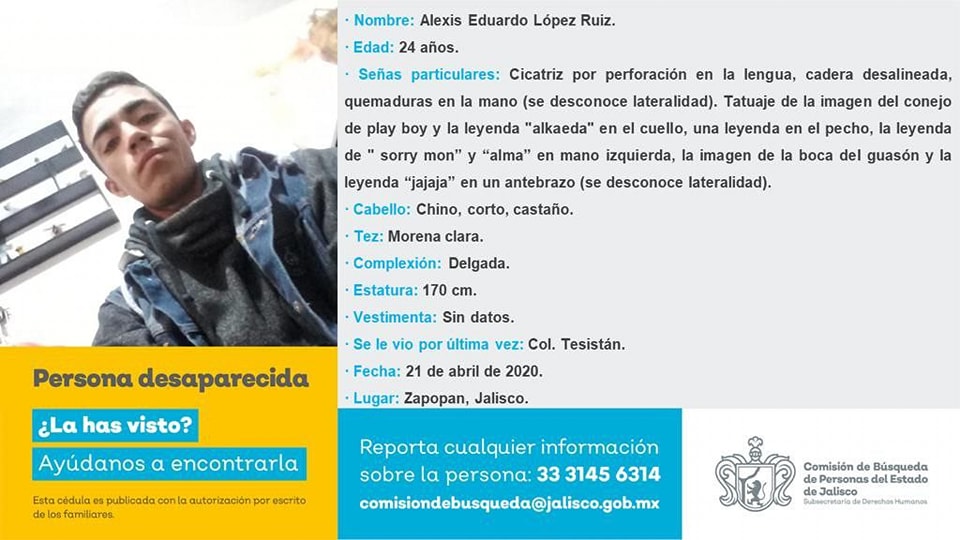 · Nombre: Alexis Eduardo López Ruiz.
· Edad: 24 años.
· Señas particulares: Cicatriz por perforación en la lengua, cadera desalineada,
quemaduras en la mano (se desconoce lateralidad). Tatuaje de la imagen del conejo
de play boy y la leyenda "alkaeda" en el cuello, una leyenda en el pecho, la leyenda
de " sorry mon” y “alma” en mano izquierda, la imagen de la boca del guasón y la
leyenda “jajaja” en un antebrazo (se desconoce lateralidad).
· Cabello: Chino, corto, castaño.
· Tez: Morena clara.
· Complexión: Delgada.
· Estatura: 170 cm.
· Vestimenta: Sin datos.
· Se le vio por última vez: Col. Tesistán.
· Fecha: 21 de abril de 2020.
· Lugar: Zapopan, Jalisco.
Persona desaparecida
¿La has visto?
Ayúdanos a encontrarla
Esta cédula es publicada con la autorización por escrito
de los familiares.
Reporta cualquier información
sobre la persona: 33 3145 6314
comisiondebusqueda@jalisco.gob.mx
Comisión de Búsqueda
de Personas del Estado
de Jalisco
Subsecretaría de Derechos Humanos